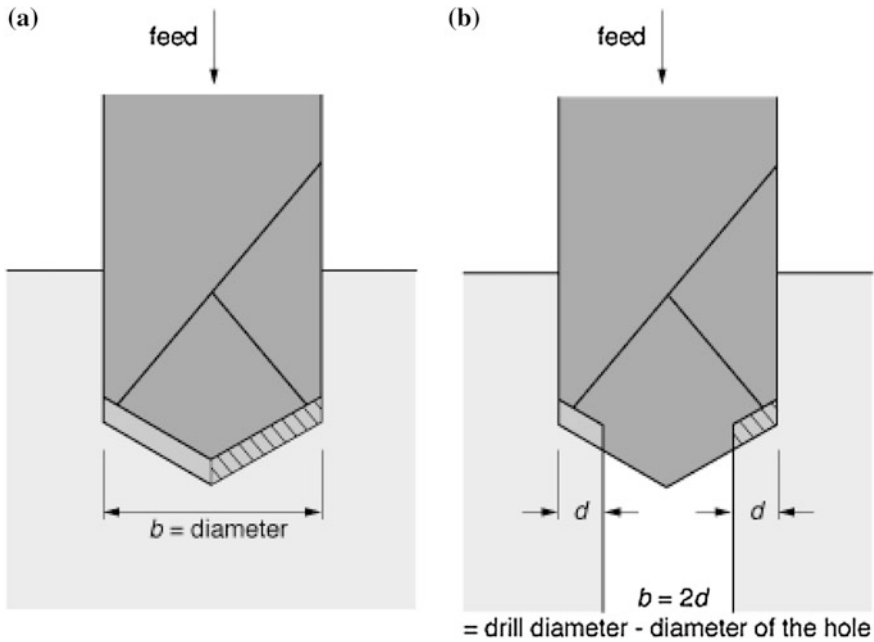 (a)
feed
b = diameter
(b)
feed
d
d
b = 2d
= drill diameter - diameter of the hole